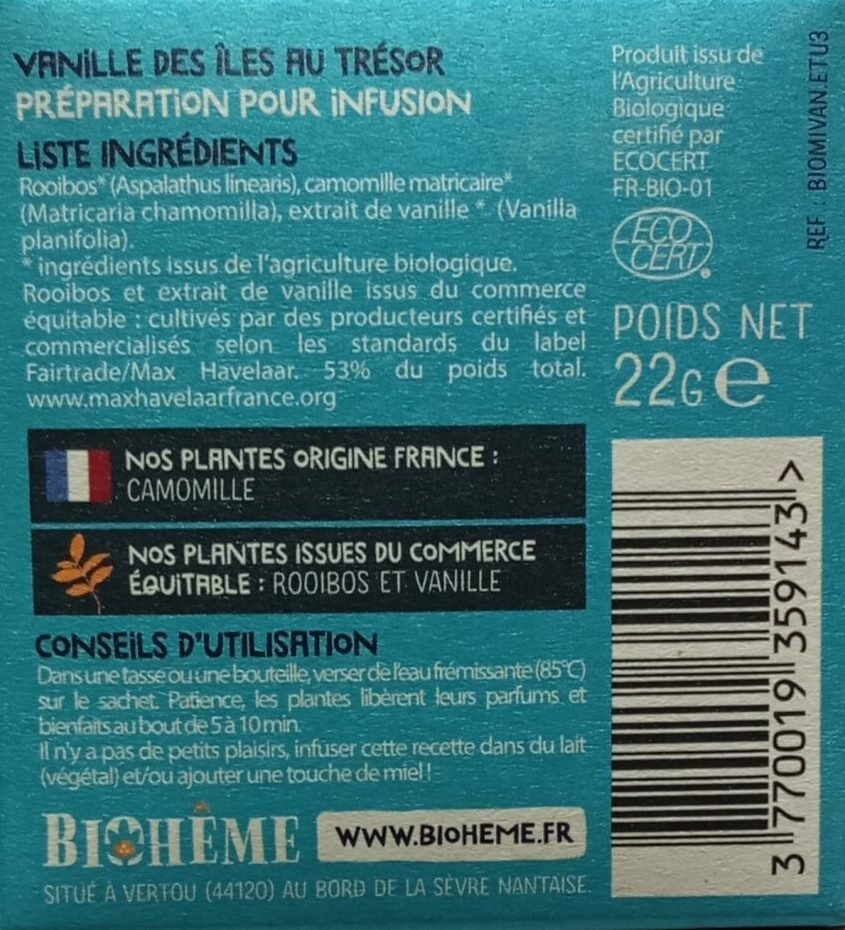 VANILLE DES ÎLES AU TRÉSOR
PRÉPARATION POUR INFUSION
LISTE INGRÉDIENTS
Rooibos* (Aspalathus linearis), camomille matricaire*
(Matricaria chamomilla), extrait de vanille * (Vanilla
planifolia).
* ingrédients issus de l'agriculture biologique.
Rooibos et extrait de vanille issus du commerce
équitable : cultivés par des producteurs certifiés et
commercialisés selon les standards du label
Fairtrade/Max Havelaar. 53% du poids total.
www.maxhavelaarfrance.org
NOS PLANTES ORIGINE FRANCE :
CAMOMILLE
NOS PLANTES ISSUES DU COMMERCE
ÉQUITABLE : ROOIBOS ET VANILLE
CONSEILS D'UTILISATION
Dans une tasse ou une bouteille, verser de l'eau frémissante (85°C)
sur le sachet. Patience, les plantes libèrent leurs parfums et
bienfaits au bout de 5 à 10 min.
Il n'y a pas de petits plaisirs, infuser cette recette dans du lait
(végétal) et/ou ajouter une touche de miel !
BIOHÊME
WWW.BIOHEME.FR
SITUÉ À VERTOU (44120) AU BORD DE LA SÈVRE NANTAISE.
Produit issu de
l'Agriculture
Biologique
certifié par
ECOCERT
FR-BIO-01
ECO
CERT
POIDS NET
22G e
REF : BIOMIVAN.ETU3
3 770019 359143 >